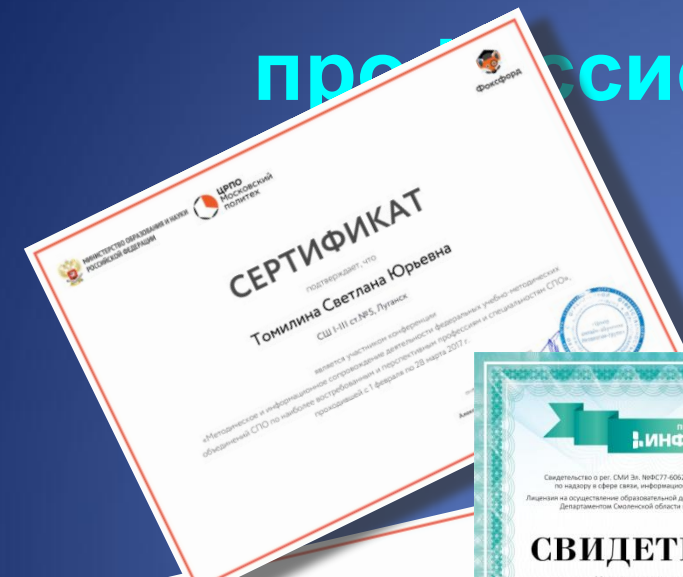 про
сси
Фоксфорд
МИНИСТЕРСТВО ОБРАЗОВАНИЯ И НАУКИ
РОССИЙСКОЙ ФЕДЕРАЦИИ
ЦРПО
Московский
политех
СЕРТИФИКАТ
подтверждает, что
Томилина Светлана Юрьевна
СШ I-III ст.№5, Луганск
является участником конференции
«Методическое и информационное сопровождение деятельности федеральных учебно-методических
объединений СПО по наиболее востребованным и перспективным профессиям и специальностям СПО»,
проходившей с 1 февраля по 28 марта 2017 г.
ИНФ
Свидетельство о рег. СМИ Эл. №ФС77-606
по надзору в сфере связи, информацио
Лицензия на осуществление образовательной д
Департаментом Смоленской области
СВИДЕТ